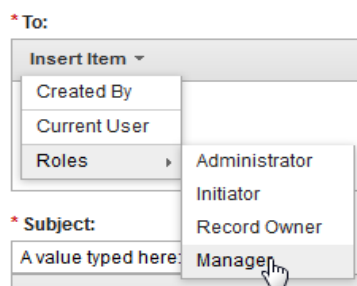 * To:
Insert Item
Created By
Current User
Roles
Administrator
Initiator
Record Owner
Manager
* Subject:
A value typed here: